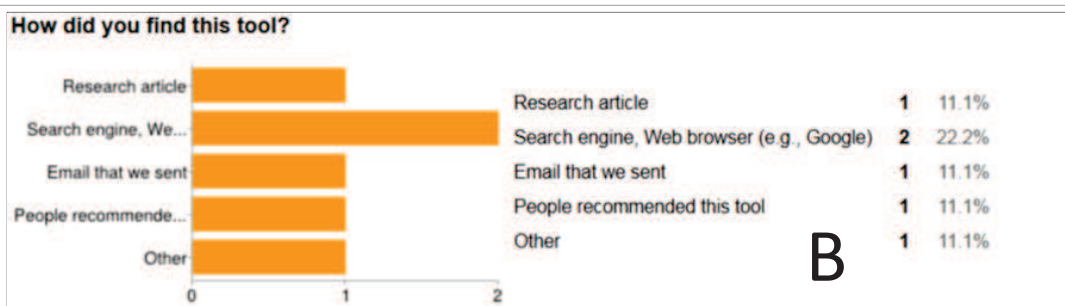 How did you find this tool?
Research article
Search engine, We...
Email that we sent
People recommende...
Other
0 1 2
Research article 1 11.1%
Search engine, Web browser (e.g., Google) 2 22.2%
Email that we sent 1 11.1%
People recommended this tool 1 11.1%
Other 1 11.1%
B